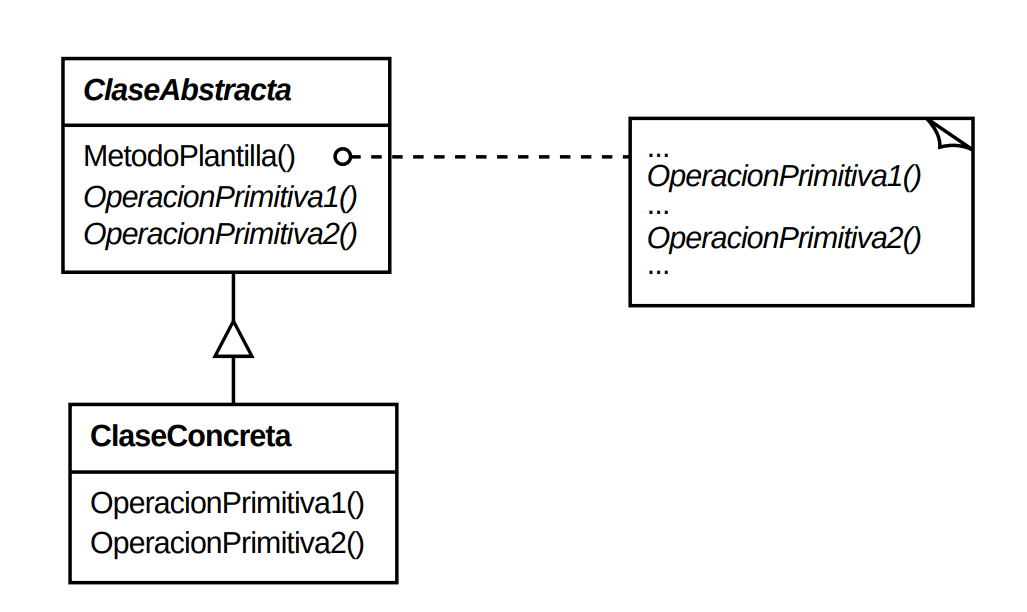 ClaseAbstracta
MetodoPlantilla()
OperacionPrimitiva1()
OperacionPrimitiva2()
...
OperacionPrimitiva1()
...
OperacionPrimitiva2()
...
ClaseConcreta
OperacionPrimitiva1()
OperacionPrimitiva2()